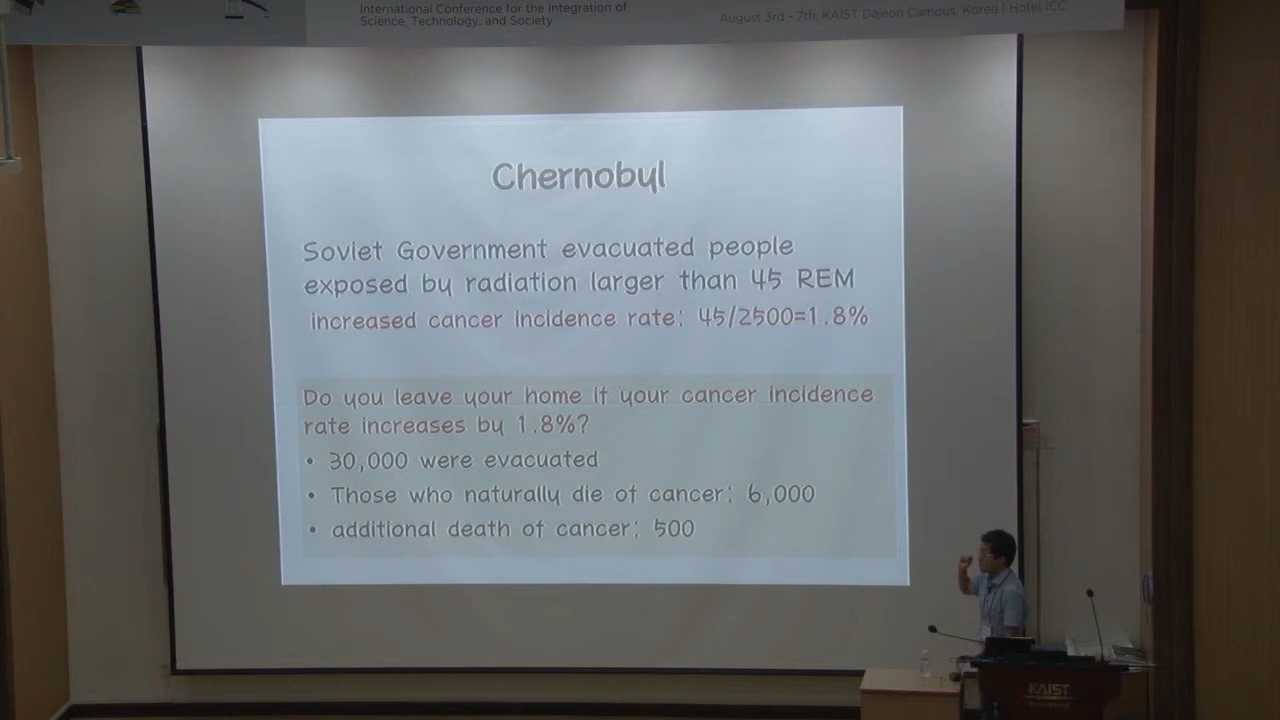 International Conference for the Integration of
Science, Technology, and Society
August 3rd - 7th, KAIST Dajeon Campus, Korea | Hotel ICC
Chernobyl
Soviet Government evacuated people
exposed by radiation larger than 45 REM
increased cancer incidence rate: 45/2500=1.8%
Do you leave your home if your cancer incidence
rate increases by 1.8%?
• 30,000 were evacuated
• Those who naturally die of cancer: 6,000
• additional death of cancer: 500
KAIST